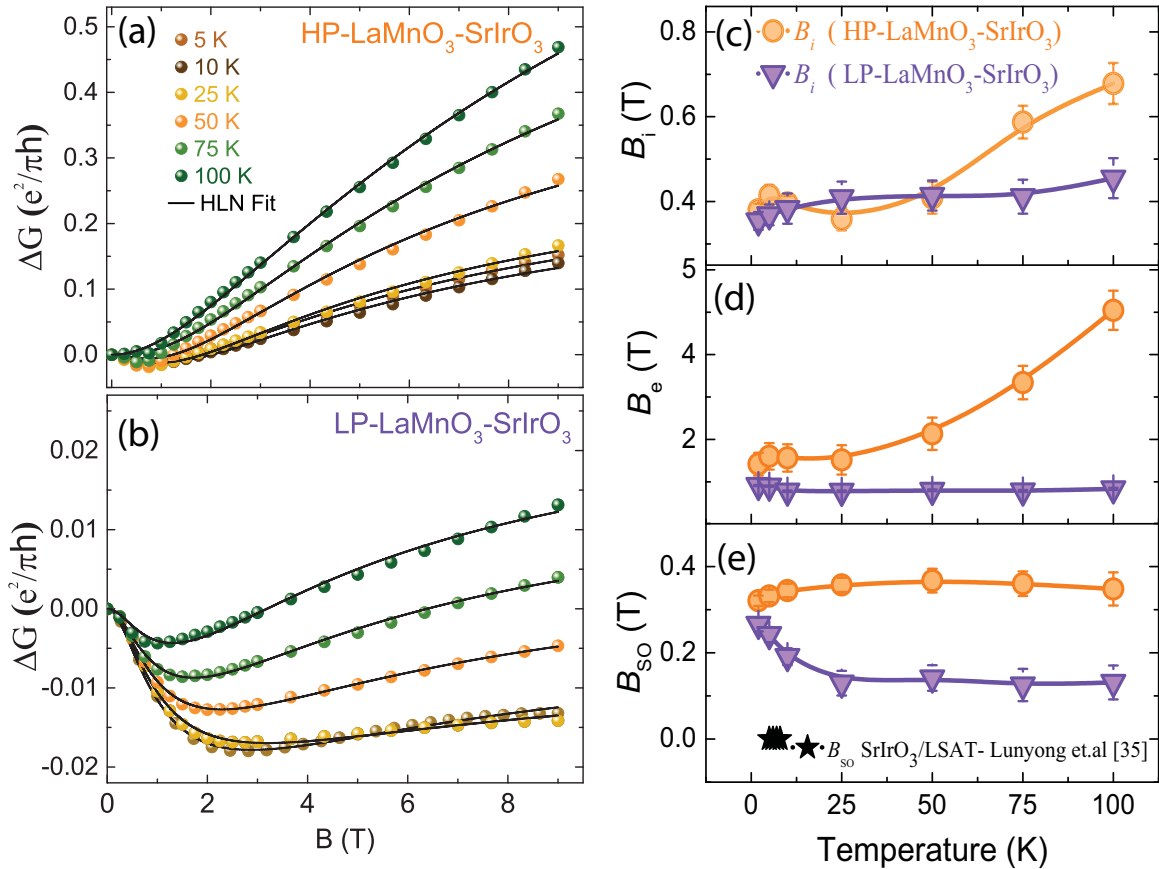 (a)
HP-LaMnO3-SrIrO3
5 K
10 K
25 K
50 K
75 K
100 K
HLN Fit
ΔG (e²/πh)
0.5
0.4
0.3
0.2
0.1
0.0
(b)
LP-LaMnO3-SrIrO3
ΔG (e²/πh)
0.02
0.01
0.00
-0.01
-0.02
0
2
4
6
8
B (T)
(c)
Bi ( HP-LaMnO3-SrIrO3)
Bi ( LP-LaMnO3-SrIrO3)
Bi (T)
0.8
0.6
0.4
0.2
(d)
Be (T)
5
5
2
(e)
BSO (T)
0.4
0.2
0.0
Bso SrIrO3/LSAT- Lunyong et.al [35]
0
25
50
75
100
Temperature (K)